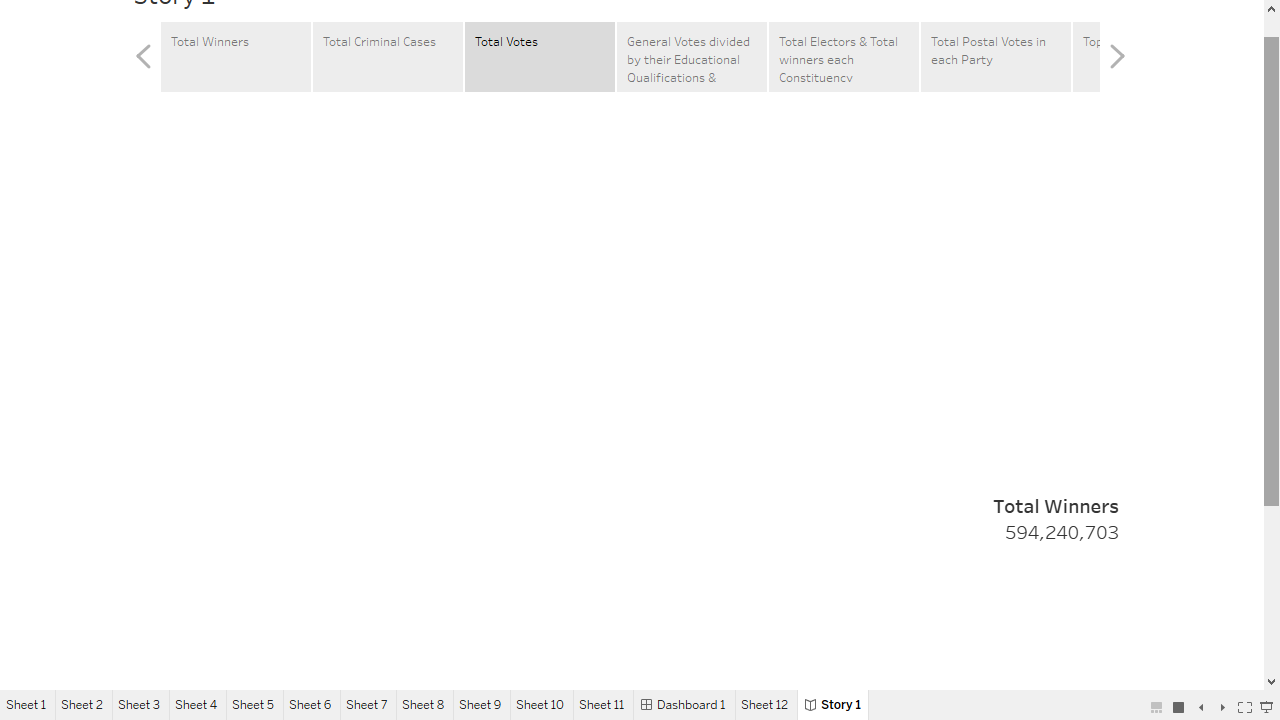 Story 1
Total Winners
Total Criminal Cases
Total Votes
General Votes divided
by their Educational
Qualifications &
Total Electors & Total
winners each
Constituency
Total Postal Votes in
each Party
Top
Total Winners
594,240,703
Sheet 1
Sheet 2
Sheet 3
Sheet 4
Sheet 5
Sheet 6
Sheet 7
Sheet 8
Sheet 9
Sheet 10
Sheet 11
Dashboard 1
Sheet 12
Story 1